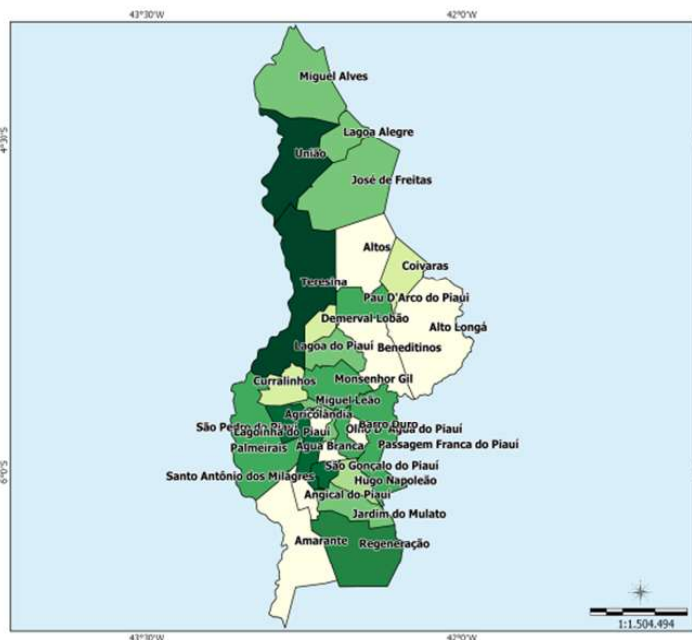 43°30'W 42°0'W
4°30'S
Miguel Alves
Lagoa Alegre
União
José de Freitas
Altos
Coivaras
Teresina
Pau D'Arco do Piauí
Demerval Lobão
Alto Longá
Lagoa do Piauí Beneditinos
Curralinhos Monsenhor Gil
Miguel Leão
Agricolândia
Barro Duro
São Pedro do Piauí Olho D'Água do Piauí
Lagoinha do Piauí
Palmeirais Água Branca Passagem Franca do Piauí
São Gonçalo do Piauí
6°0'S
Santo Antônio dos Milagres Hugo Napoleão
Angical do Piauí
Jardim do Mulato
Amarante Regeneração
1:1.504.494
43°30'W 42°0'W